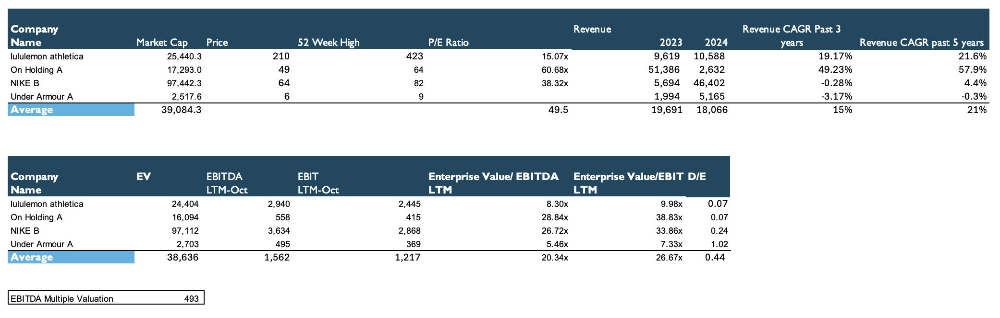 Company Revenue Revenue CAGR Past 3
Name Market Cap Price 52 Week High P/E Ratio 2023 2024 years Revenue CAGR past 5 years
lululemon athletica 25,440.3 210 423 15.07x 9,619 10,588 19.17% 21.6%
On Holding A 17,293.0 49 64 60.68x 51,386 2,632 49.23% 57.9%
NIKE B 97,442.3 64 82 38.32x 5,694 46,402 -0.28% 4.4%
Under Armour A 2,517.6 6 9 1,994 5,165 -3.17% -0.3%
Average 39,084.3 49.5 19,691 18,066 15% 21%
Company EV EBITDA EBIT Enterprise Value/ EBITDA Enterprise Value/EBIT D/E
Name LTM-Oct LTM-Oct LTM LTM
lululemon athletica 24,404 2,940 2,445 8.30x 9.98x 0.07
On Holding A 16,094 558 415 28.84x 38.83x 0.07
NIKE B 97,112 3,634 2,868 26.72x 33.86x 0.24
Under Armour A 2,703 495 369 5.46x 7.33x 1.02
Average 38,636 1,562 1,217 20.34x 26.67x 0.44
EBITDA Multiple Valuation 493